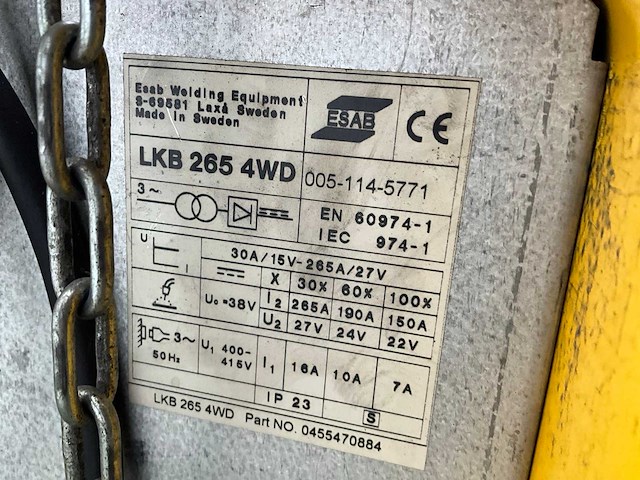 Esab Welding Equipment
S-69581 Laxå Sweden
Made in Sweden
ESAB
CE
LKB 265 4WD 005-114-5771
3~
EN 60974-1
IEC 974-1
U
I
30A/15V-265A/27V
X 30% 60% 100%
U₀=38V
I2 265A 190A 150A
U2 27V 24V 22V
3~
50Hz
U1 400-415V
I1 16A 10A 7A
IP 23
S
LKB 265 4WD Part NO. 0455470884